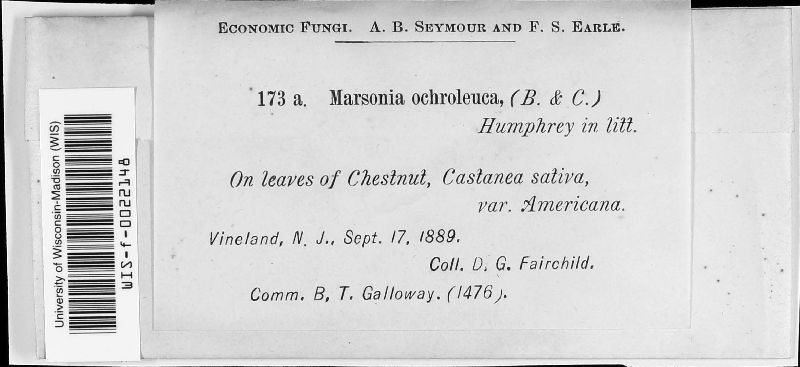 Economic Fungi. A. B. Seymour and F. S. Earle.
173 a. Marsonia ochroleuca, (B. & C.)
Humphrey in litt.
On leaves of Chestnut, Castanea sativa,
var. Americana.
Vineland, N. J., Sept. 17, 1889.
Coll. D. G. Fairchild.
Comm. B. T. Galloway. (1476).
University of Wisconsin-Madison (WIS)
WIS-f-0022148